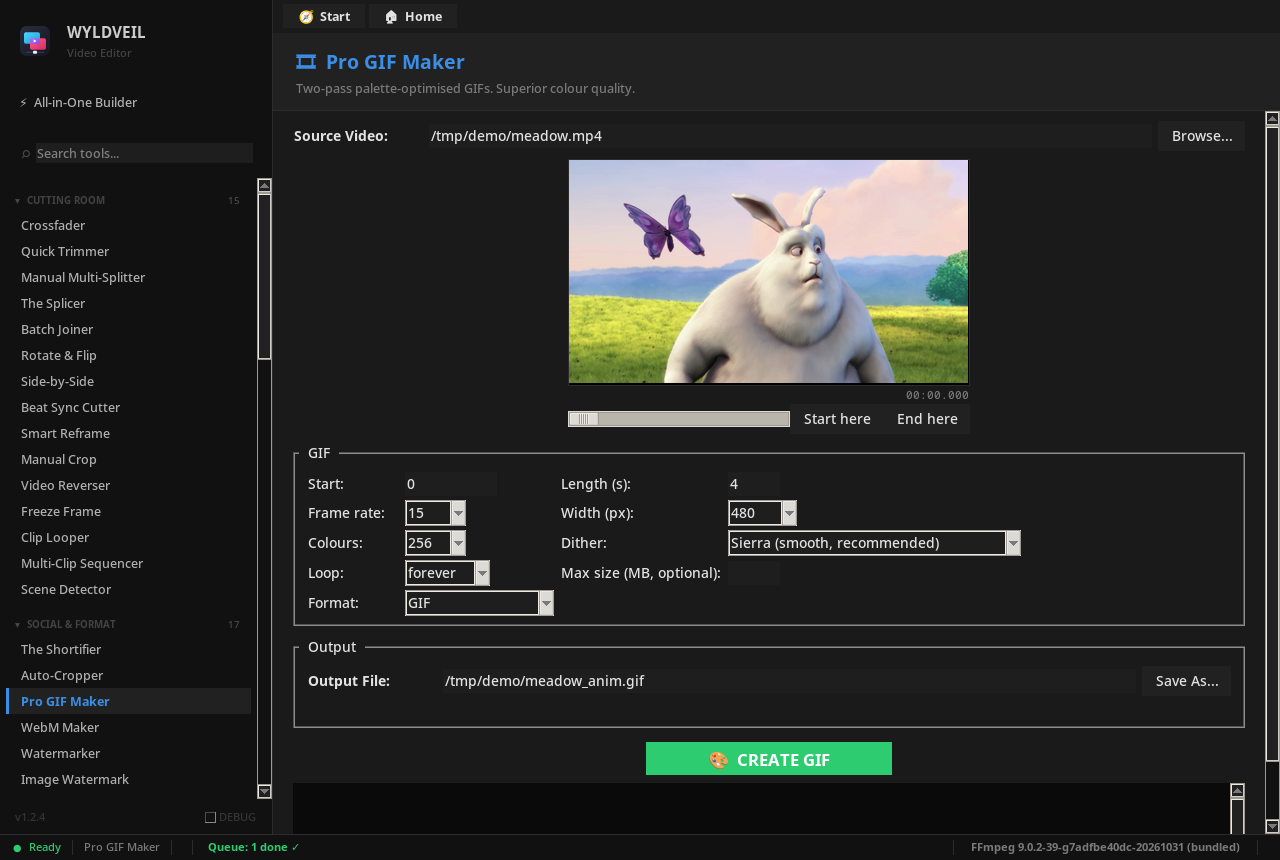 WYLDVEIL
Video Editor
⚡ All-in-One Builder
Search tools...
▾ CUTTING ROOM 15
Crossfader
Quick Trimmer
Manual Multi-Splitter
The Splicer
Batch Joiner
Rotate & Flip
Side-by-Side
Beat Sync Cutter
Smart Reframe
Manual Crop
Video Reverser
Freeze Frame
Clip Looper
Multi-Clip Sequencer
Scene Detector
▾ SOCIAL & FORMAT 17
The Shortifier
Auto-Cropper
Pro GIF Maker
WebM Maker
Watermarker
Image Watermark
v1.2.4 DEBUG
Start Home
Pro GIF Maker
Two-pass palette-optimised GIFs. Superior colour quality.
Source Video: /tmp/demo/meadow.mp4 Browse...
00:00.000
Start here End here
GIF
Start: 0 Length (s): 4
Frame rate: 15 Width (px): 480
Colours: 256 Dither: Sierra (smooth, recommended)
Loop: forever Max size (MB, optional):
Format: GIF
Output
Output File: /tmp/demo/meadow_anim.gif Save As...
CREATE GIF
● Ready Pro GIF Maker Queue: 1 done ✓ FFmpeg 9.0.2-39-g7adfbe40dc-20261031 (bundled)